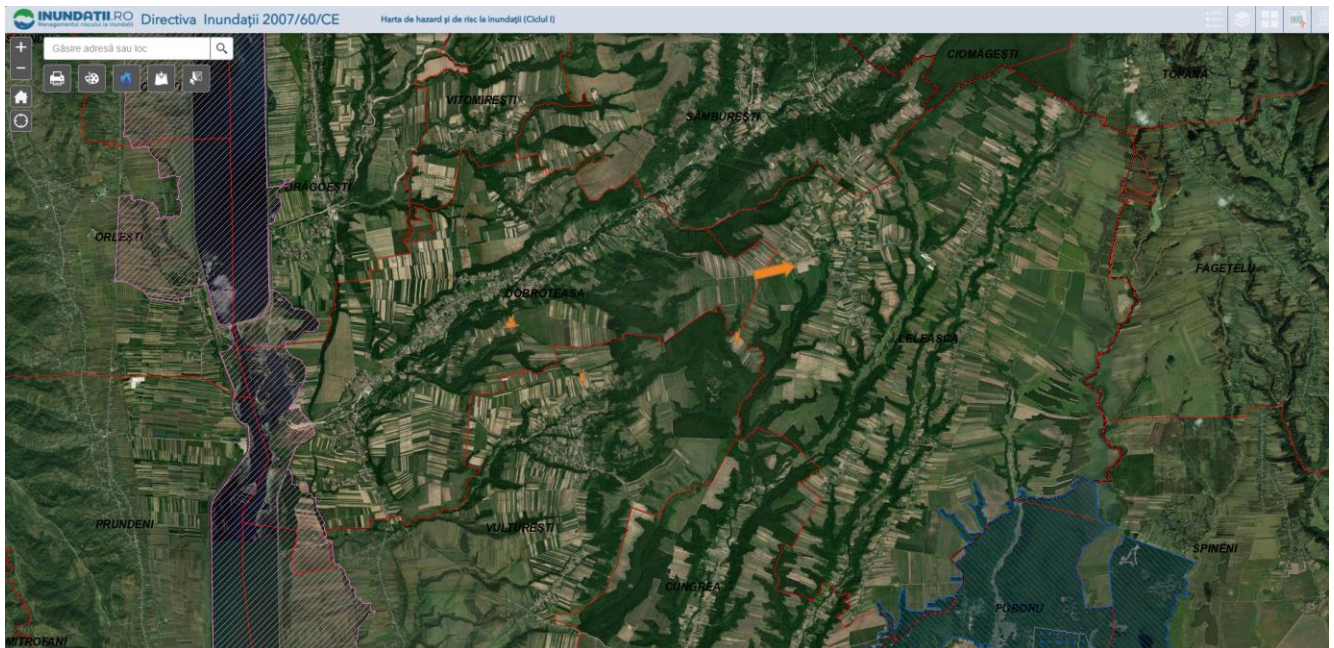 INUNDATII.RO
Managementul riscului la inundații
Directiva Inundații 2007/60/CE
Harta de hazard și de risc la inundații (Ciclul I)
Găsire adresă sau loc
CIOMĂGEȘTI
TOPANA
VITOMIREȘTI
SÂMBUREȘTI
DRĂGOEȘTI
ORLEȘTI
FĂGEȚELU
DOBROTEASA
LELEASCA
PRUNDENI
VULTUREȘTI
SPINENI
CUNGREA
POBORU
MITROFANI